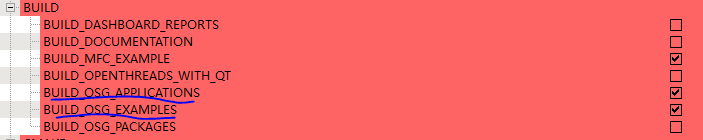 BUILD
BUILD_DASHBOARD_REPORTS
BUILD_DOCUMENTATION
BUILD_MFC_EXAMPLE
BUILD_OPENTHREADS_WITH_QT
BUILD_OSG_APPLICATIONS
BUILD_OSG_EXAMPLES
BUILD_OSG_PACKAGES